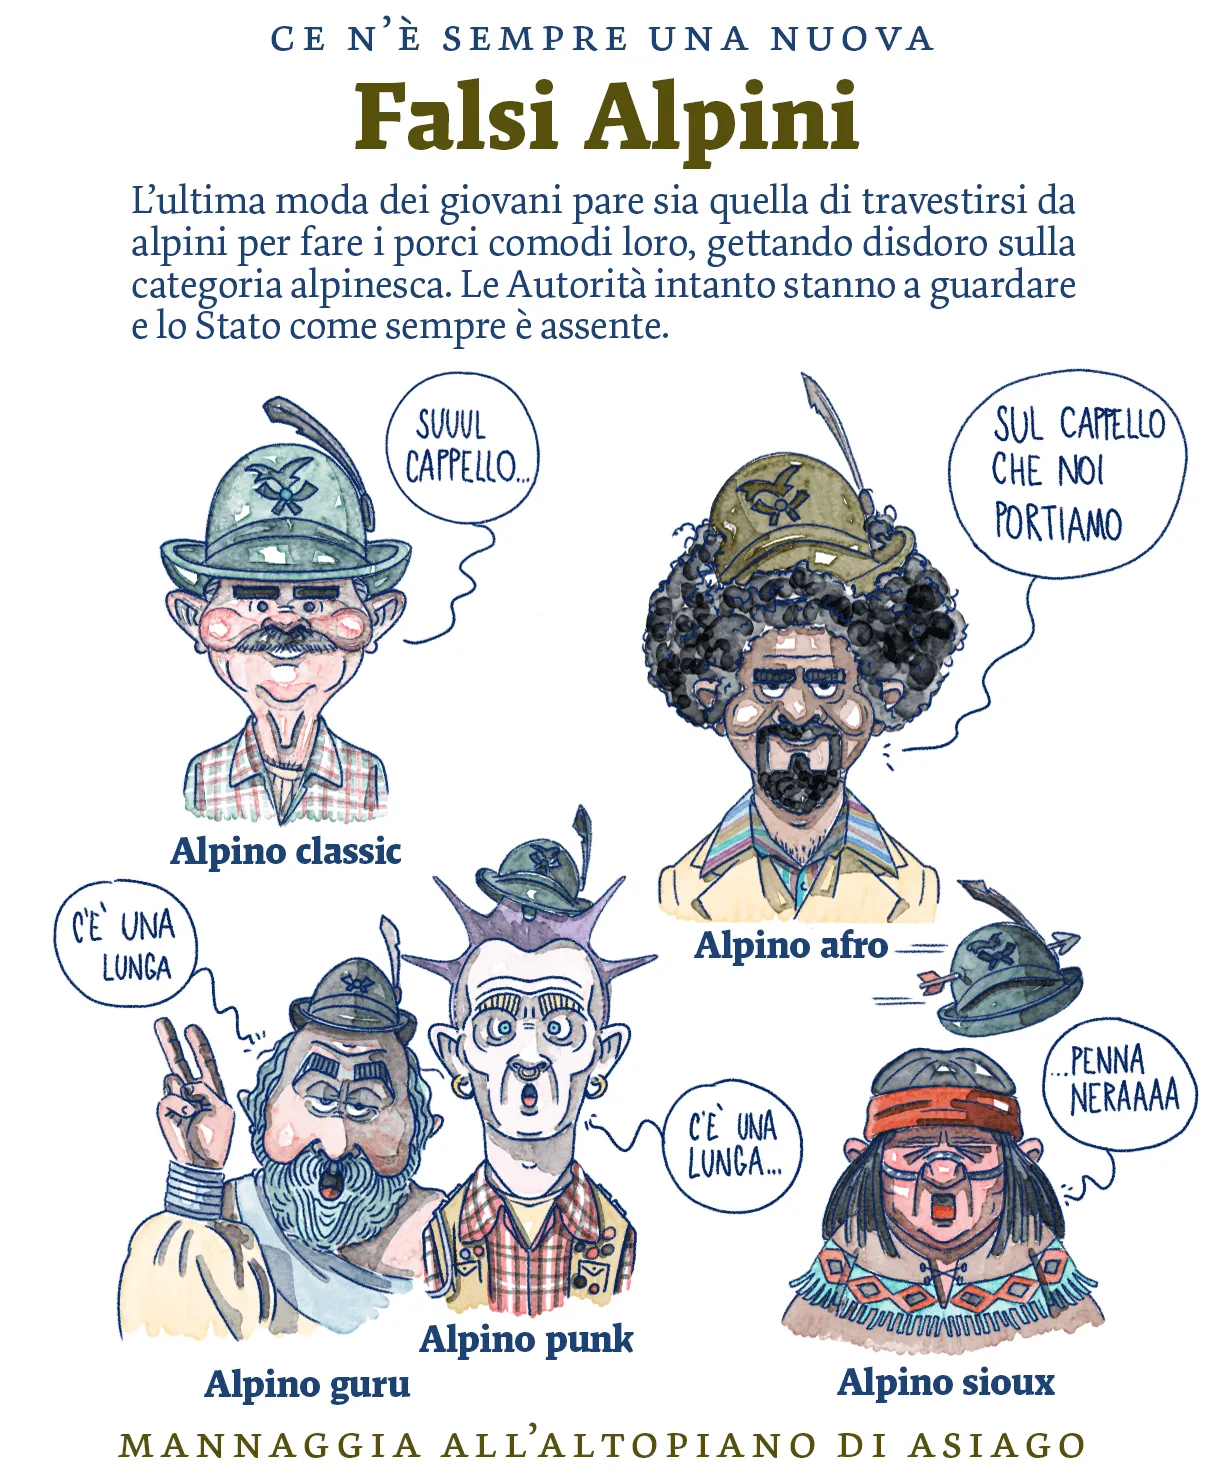 CE N'È SEMPRE UNA NUOVA
Falsi Alpini
L'ultima moda dei giovani pare sia quella di travestirsi da
alpini per fare i porci comodi loro, gettando disdoro sulla
categoria alpinesca. Le Autorità intanto stanno a guardare
e lo Stato come sempre è assente.
SUUUL
CAPPELLO...
SUL CAPPELLO
CHE NOI
PORTIAMO
Alpino classic
Alpino afro
C'E' UNA
LUNGA
C'E' UNA
LUNGA...
...PENNA
NERAAAA
Alpino punk
Alpino guru
Alpino sioux
MANNAGGIA ALL'ALTOPIANO DI ASIAGO